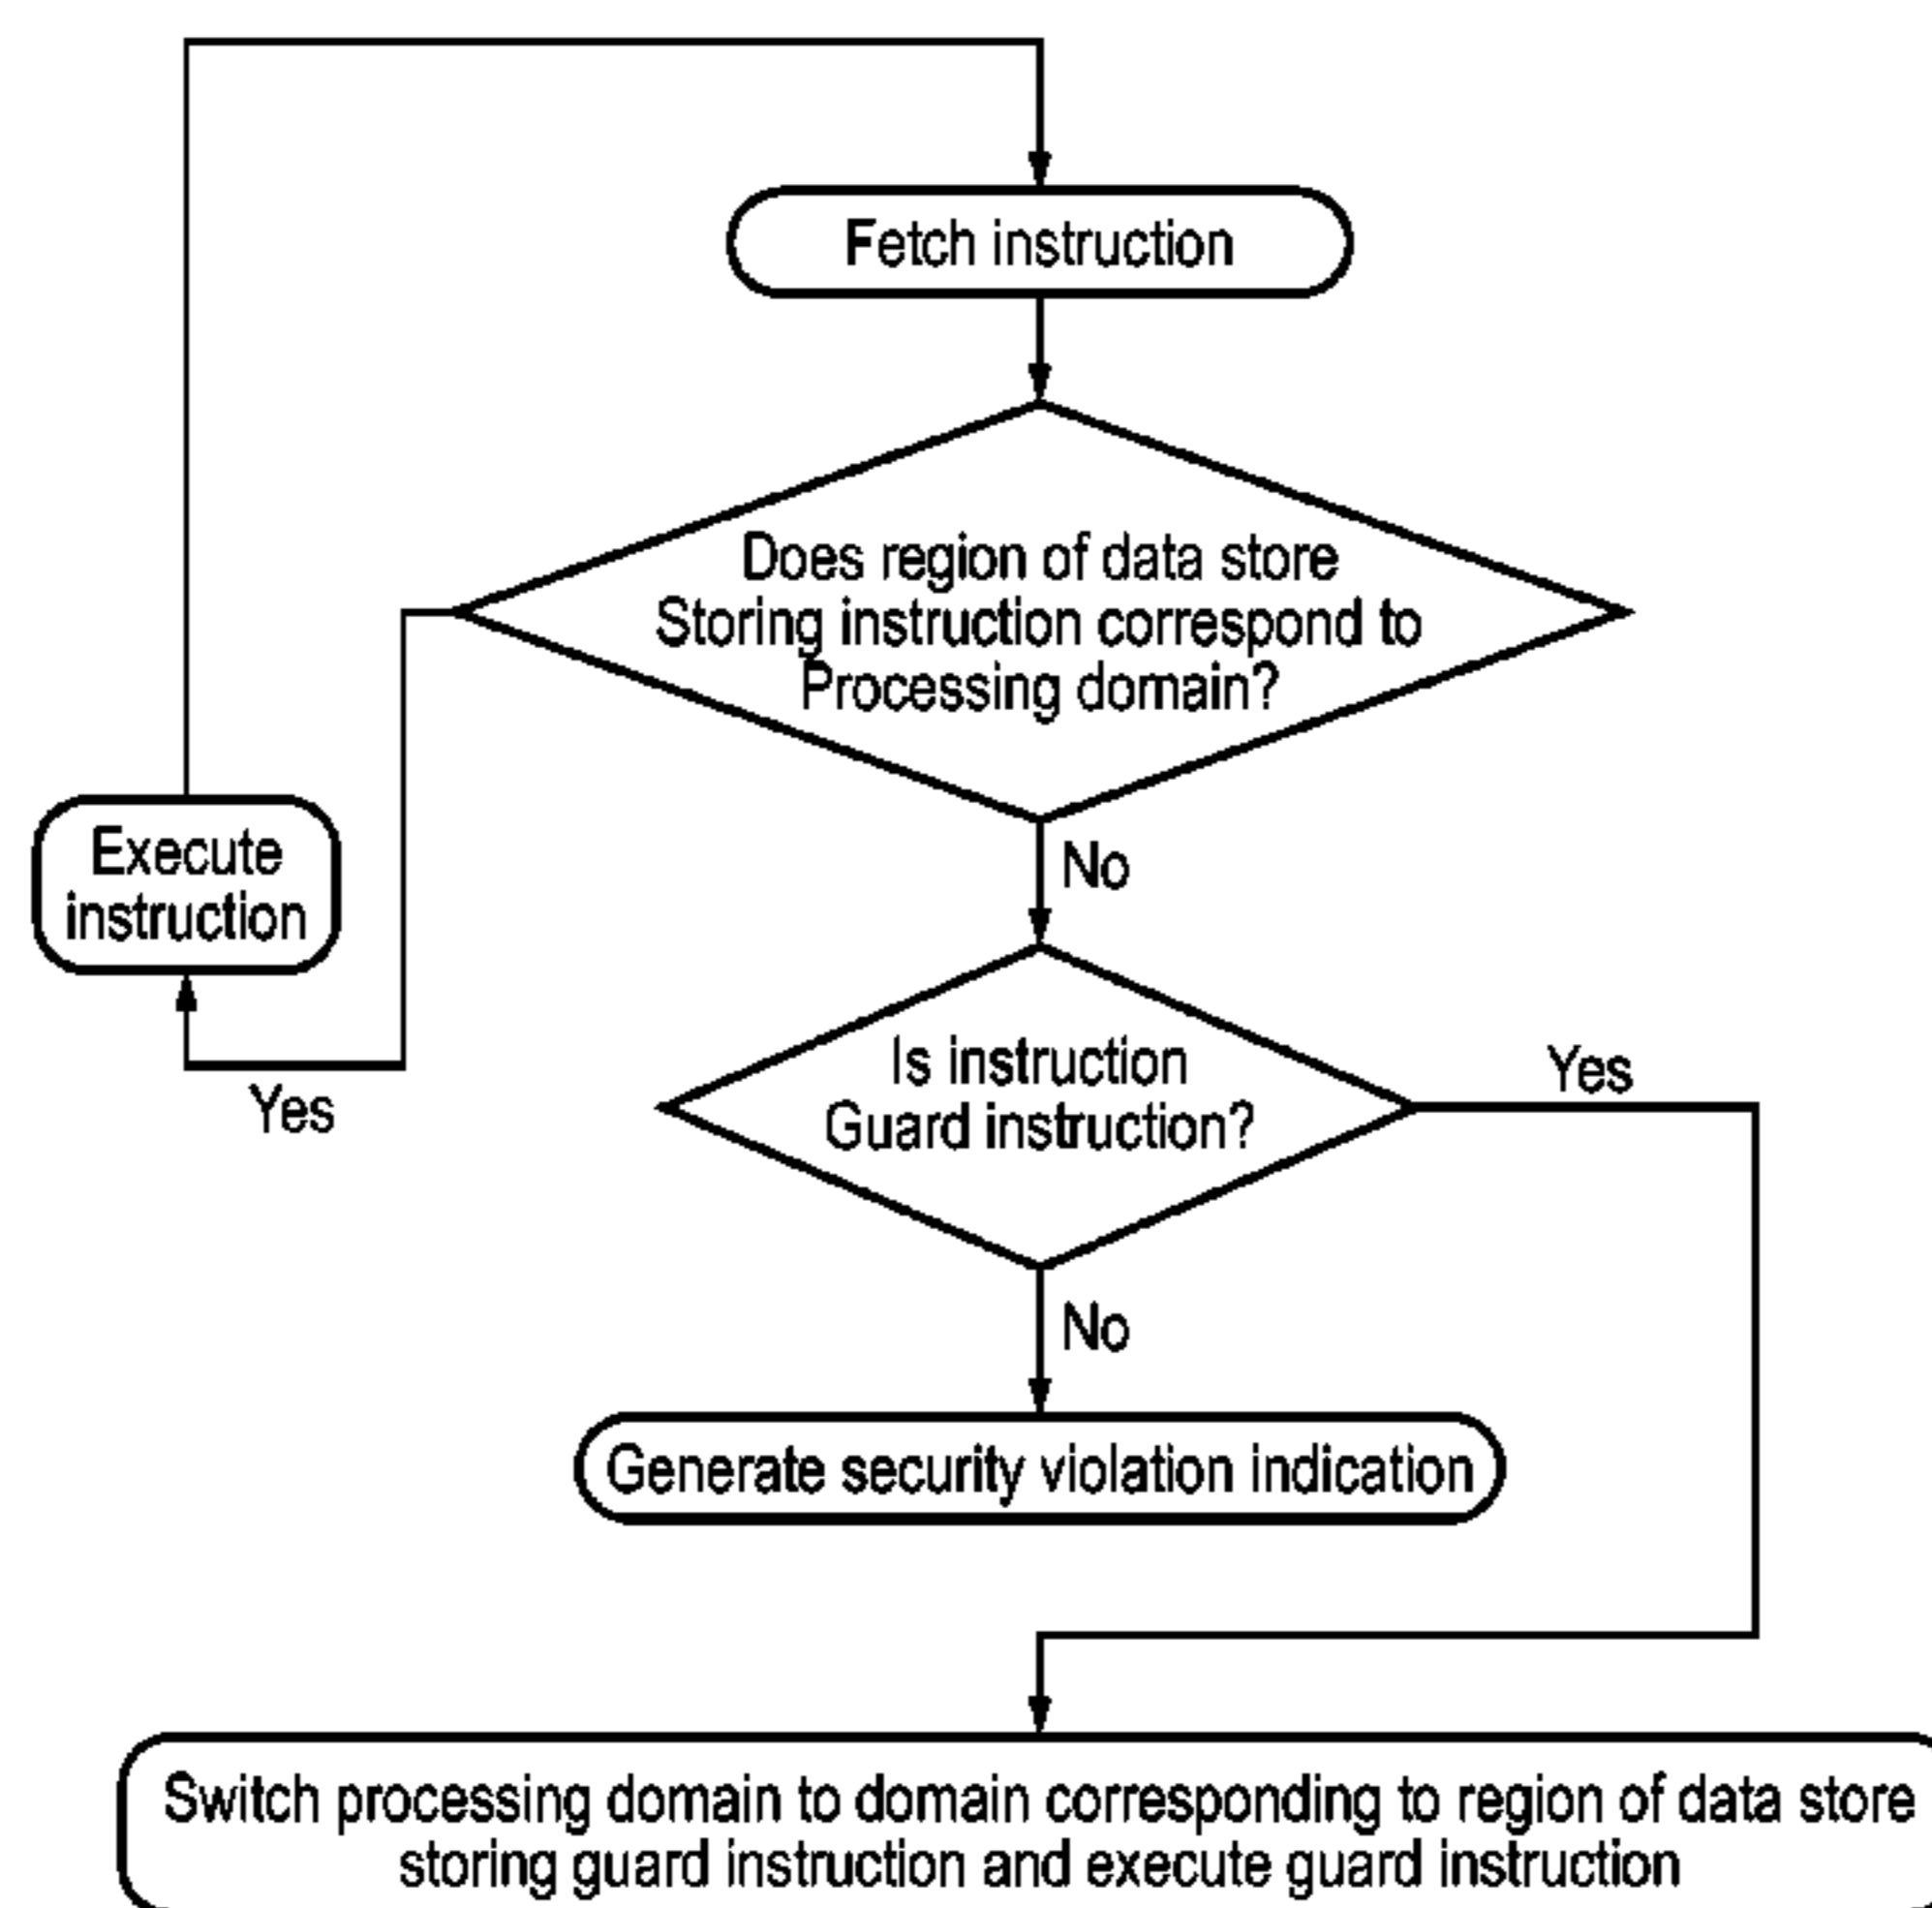 Fetch instruction
Does region of data store
Storing instruction correspond to
Processing domain?
No
Execute
instruction
Yes
Is instruction
Guard instruction?
Yes
No
Generate security violation indication
Switch processing domain to domain corresponding to region of data store
storing guard instruction and execute guard instruction